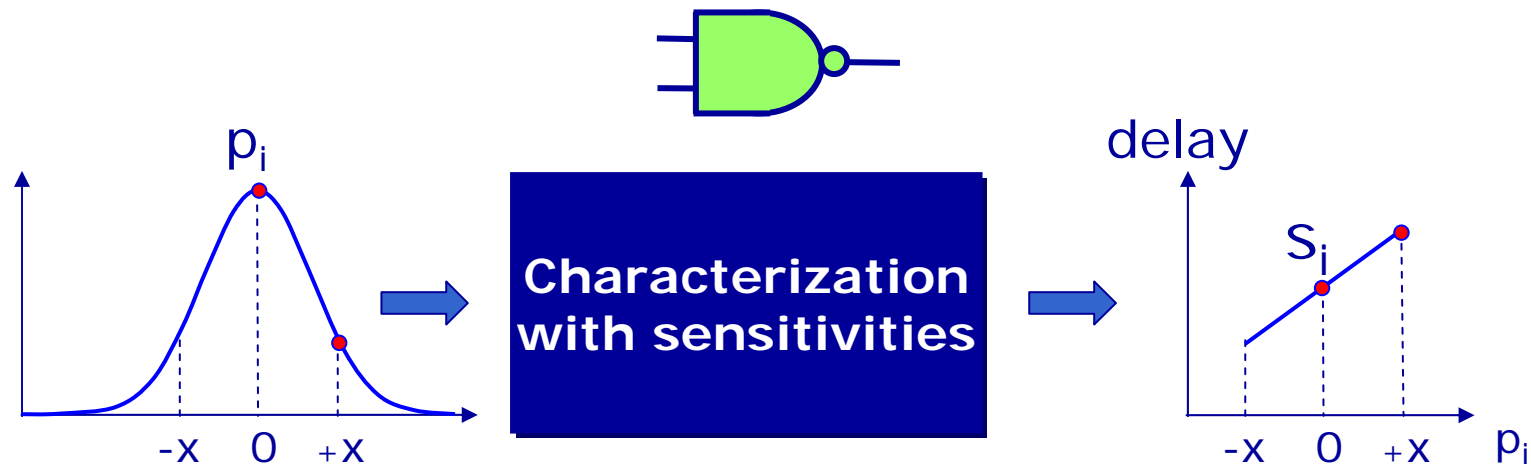 p_i
delay
S_i
Characterization
with sensitivities
-x 0 +x
-x 0 +x p_i